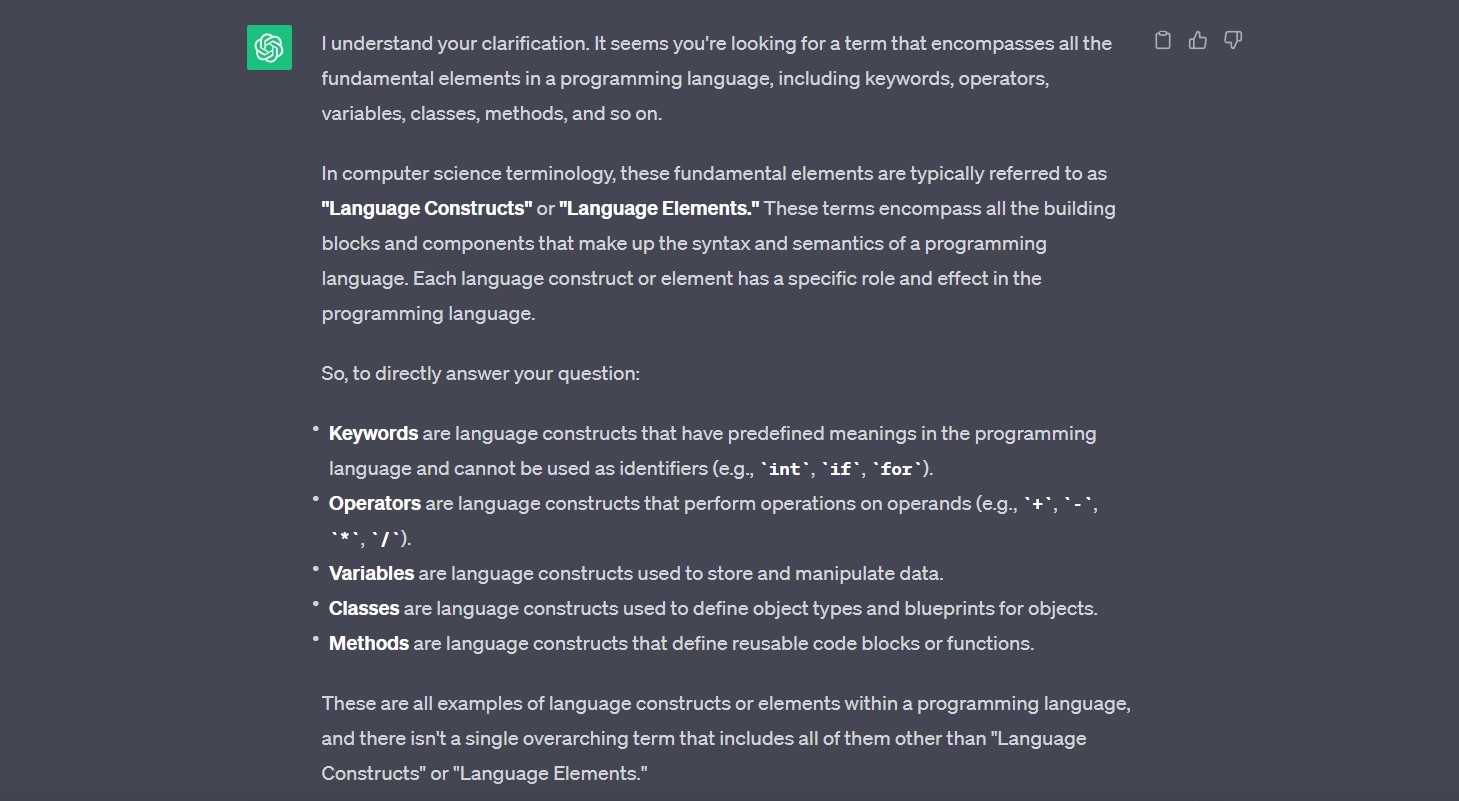 I understand your clarification. It seems you're looking for a term that encompasses all the
fundamental elements in a programming language, including keywords, operators,
variables, classes, methods, and so on.
In computer science terminology, these fundamental elements are typically referred to as
"Language Constructs" or "Language Elements." These terms encompass all the building
blocks and components that make up the syntax and semantics of a programming
language. Each language construct or element has a specific role and effect in the
programming language.
So, to directly answer your question:
• Keywords are language constructs that have predefined meanings in the programming
language and cannot be used as identifiers (e.g., `int`, `if`, `for`).
• Operators are language constructs that perform operations on operands (e.g., `+`, `-`,
`*`, `/`).
• Variables are language constructs used to store and manipulate data.
• Classes are language constructs used to define object types and blueprints for objects.
• Methods are language constructs that define reusable code blocks or functions.
These are all examples of language constructs or elements within a programming language,
and there isn't a single overarching term that includes all of them other than "Language
Constructs" or "Language Elements."